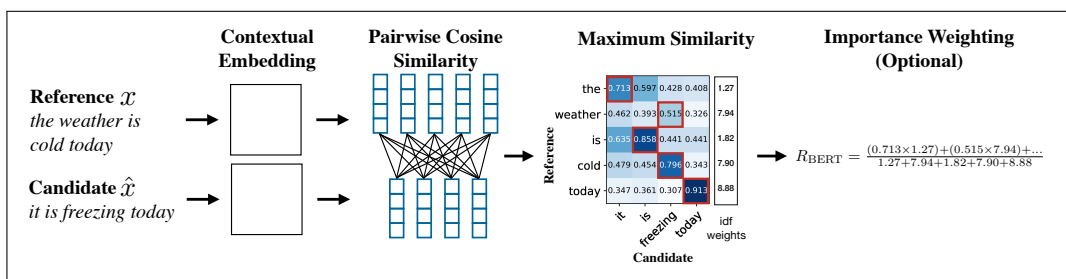 Contextual
Embedding
Pairwise Cosine
Similarity
Maximum Similarity
Importance Weighting
(Optional)
Reference x
the weather is
cold today
Candidate x̂
it is freezing today
Reference
the 0.713 0.597 0.428 0.408 1.27
weather 0.462 0.393 0.515 0.326 7.94
is 0.635 0.858 0.441 0.441 1.82
cold 0.479 0.454 0.796 0.343 7.90
today 0.347 0.361 0.307 0.913 8.88
it is freezing today
Candidate
idf
weights
R_BERT = \frac{(0.713×1.27)+(0.515×7.94)+...}{1.27+7.94+1.82+7.90+8.88}